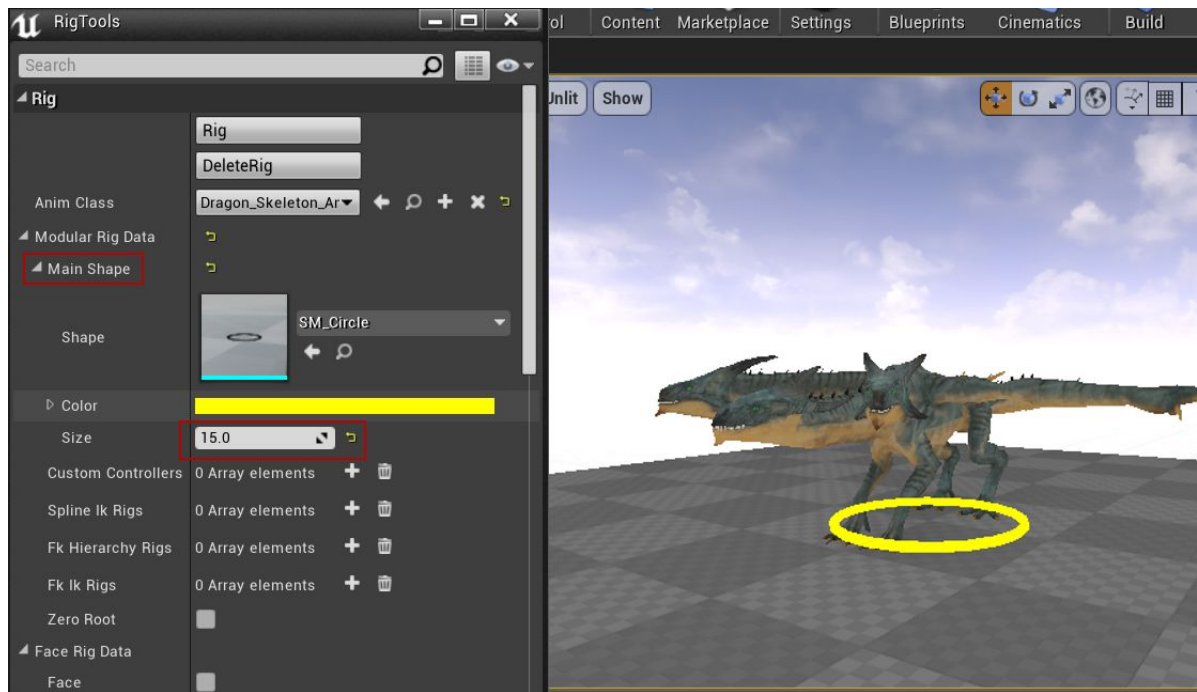 RigTools
ol Content Marketplace Settings Blueprints Cinematics Build
Search
Unlit Show
Rig
Rig
DeleteRig
Anim Class Dragon_Skeleton_Ar
Modular Rig Data
Main Shape
Shape SM_Circle
Color
Size 15.0
Custom Controllers 0 Array elements
Spline Ik Rigs 0 Array elements
Fk Hierarchy Rigs 0 Array elements
Fk Ik Rigs 0 Array elements
Zero Root
Face Rig Data
Face